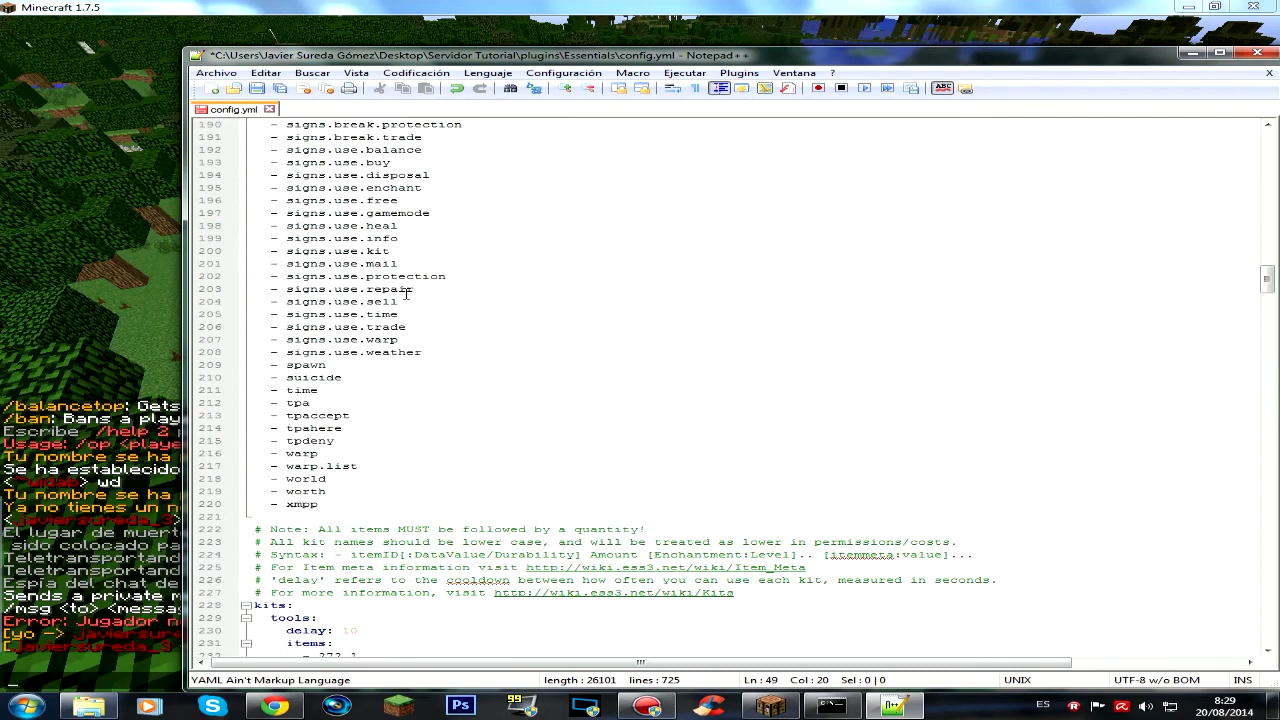 Minecraft 1.7.5
*C:\Users\Javier Sureda Gómez\Desktop\Servidor Tutorial\plugins\Essentials\config.yml - Notepad++
Archivo Editar Buscar Vista Codificación Lenguaje Configuración Macro Ejecutar Plugins Ventana ? X
config.yml
190 - signs.break.protection
191 - signs.break.trade
192 - signs.use.balance
193 - signs.use.buy
194 - signs.use.disposal
195 - signs.use.enchant
196 - signs.use.free
197 - signs.use.gamemode
198 - signs.use.heal
199 - signs.use.info
200 - signs.use.kit
201 - signs.use.mail
202 - signs.use.protection
203 - signs.use.repair
204 - signs.use.sell
205 - signs.use.time
206 - signs.use.trade
207 - signs.use.warp
208 - signs.use.weather
209 - spawn
210 - suicide
211 - time
212 - tpa
213 - tpaccept
214 - tpahere
215 - tpdeny
216 - warp
217 - warp.list
218 - world
219 - worth
220 - xmpp
221
222 # Note: All items MUST be followed by a quantity!
223 # All kit names should be lower case, and will be treated as lower in permissions/costs.
224 # Syntax: - itemID[:DataValue/Durability] Amount [Enchantment:Level].. [itemmeta:value]...
225 # For Item meta information visit http://wiki.ess3.net/wiki/Item_Meta
226 # 'delay' refers to the cooldown between how often you can use each kit, measured in seconds.
227 # For more information, visit http://wiki.ess3.net/wiki/Kits
228 kits:
229 tools:
230 delay: 10
231 items:
232 - 272 1
/balancetop: Gets
/ban: Bans a play
Escribe /help 2
Usage: /op <playe
Tu nombre se ha
Se ha establecido
wd
Tu nombre se ha
Ya no tienes un n
<javiersureda_3
El lugar de muert
sido colocado pa
Teletransportand
Teletransportand
Espía del chat de
Sends a private m
/msg <to> <messag
Error: Jugador n
[yo -> javiersure
[javiersureda_3
YAML Ain't Markup Language length : 26101 lines : 725 Ln : 49 Col : 20 Sel : 0 | 0 UNIX UTF-8 w/o BOM INS
ES 8:29
20/08/2014